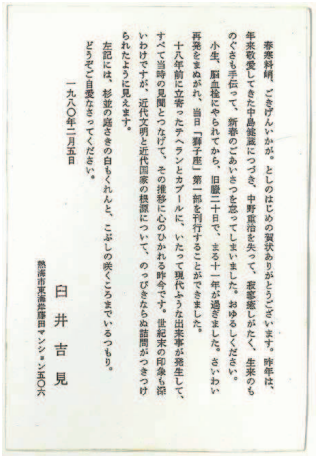 春寒料峭、ごきげんいかが。としのはじめの賀状ありがとうございます。昨年は、
年来敬愛してきた中島健蔵につづき、中野重治を失って、寂寥蔽しがたく、生来のも
のぐさも手伝って、新春のごあいさつを怠ってしまいました。おゆるしください。
小生、脳血栓にやられてから、旧臘二十日で、まる十一年が過ぎました。さいわい
再発をまぬがれ、当日「獅子座」第一部を刊行することができました。
十八年前に立寄ったテヘランとカブールに、いたって現代ふうな出来事が発生して、
すべて当時の見聞とつなげて、その推移に心のひかれる昨今です。世紀末の印象も深
いわけですが、近代文明と近代国家の根源について、のっぴきならぬ詰問がつきつけ
られたように見えます。
左記には、杉並の庭さきの白もくれんと、こぶしの咲くころまでいるつもり。
どうぞご自愛なさってください。
一九八〇年二月五日
臼井吉見
熱海市東海岸藤田マンション五〇六